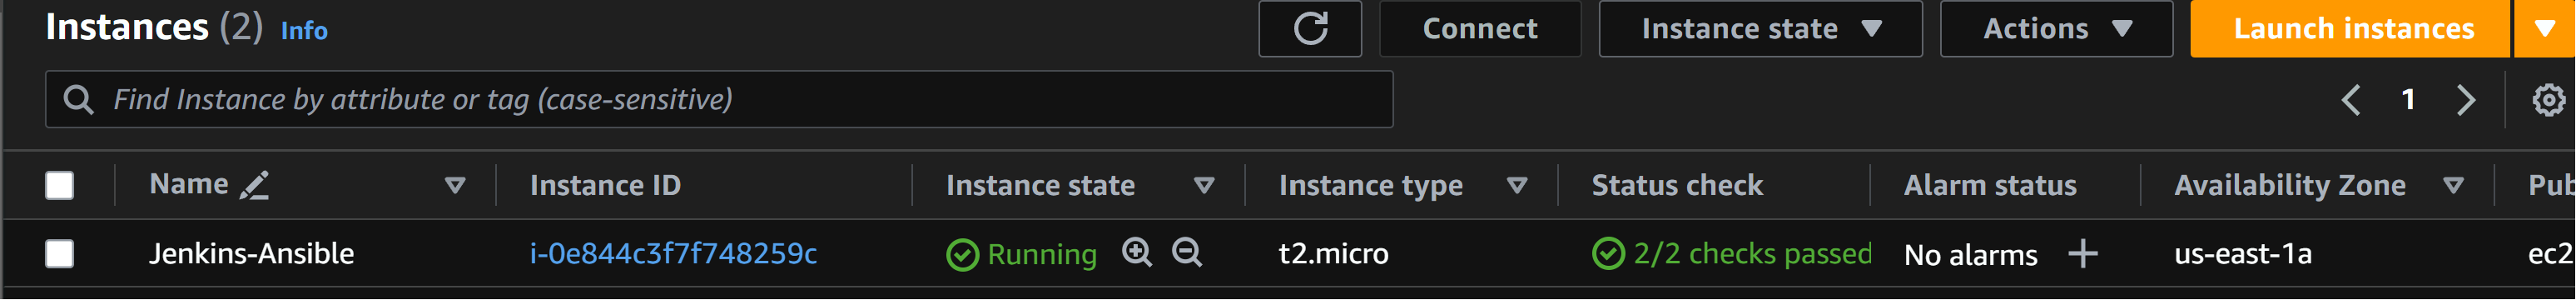 Instances (2) Info Connect Instance state Actions Launch instances
Find Instance by attribute or tag (case-sensitive) 1
Name Instance ID Instance state Instance type Status check Alarm status Availability Zone Pub
Jenkins-Ansible i-0e844c3f7f748259c Running t2.micro 2/2 checks passed No alarms + us-east-1a ec2